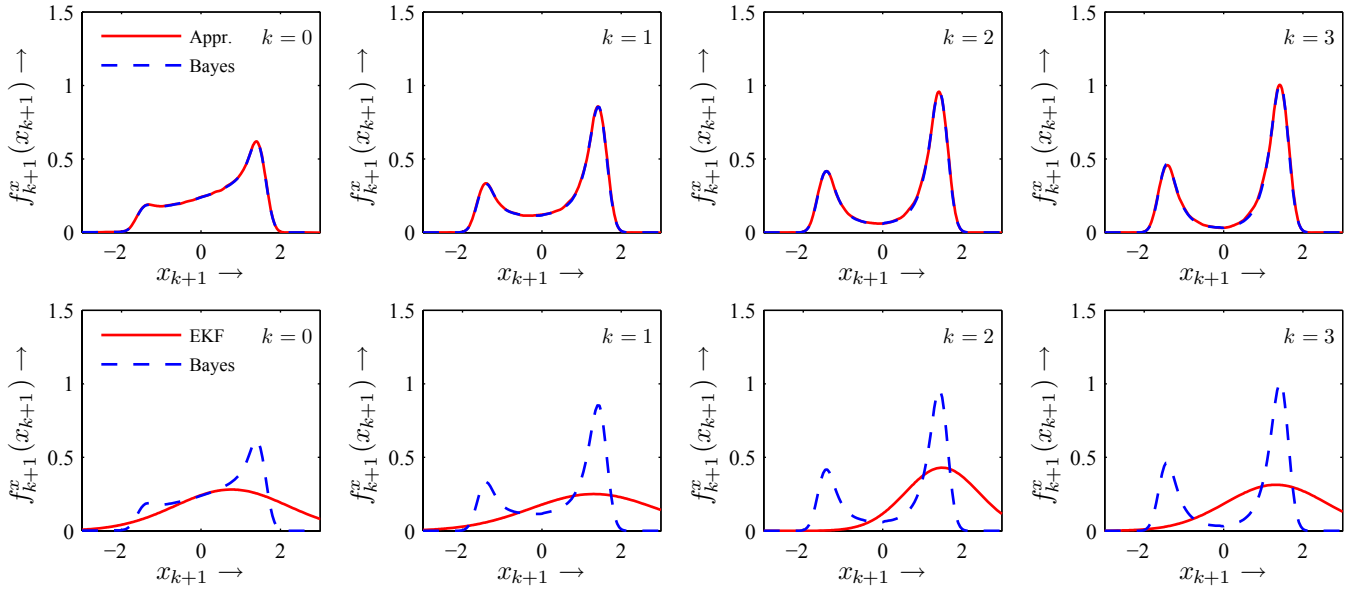 1.5
1
0.5
0
−2
0
2
f^x_{k+1}(x_{k+1}) →
x_{k+1} →
Appr.
Bayes
k = 0
1.5
1
0.5
0
−2
0
2
f^x_{k+1}(x_{k+1}) →
x_{k+1} →
k = 1
1.5
1
0.5
0
−2
0
2
f^x_{k+1}(x_{k+1}) →
x_{k+1} →
k = 2
1.5
1
0.5
0
−2
0
2
f^x_{k+1}(x_{k+1}) →
x_{k+1} →
k = 3
1.5
1
0.5
0
−2
0
2
f^x_{k+1}(x_{k+1}) →
x_{k+1} →
EKF
Bayes
k = 0
1.5
1
0.5
0
−2
0
2
f^x_{k+1}(x_{k+1}) →
x_{k+1} →
k = 1
1.5
1
0.5
0
−2
0
2
f^x_{k+1}(x_{k+1}) →
x_{k+1} →
k = 2
1.5
1
0.5
0
−2
0
2
f^x_{k+1}(x_{k+1}) →
x_{k+1} →
k = 3